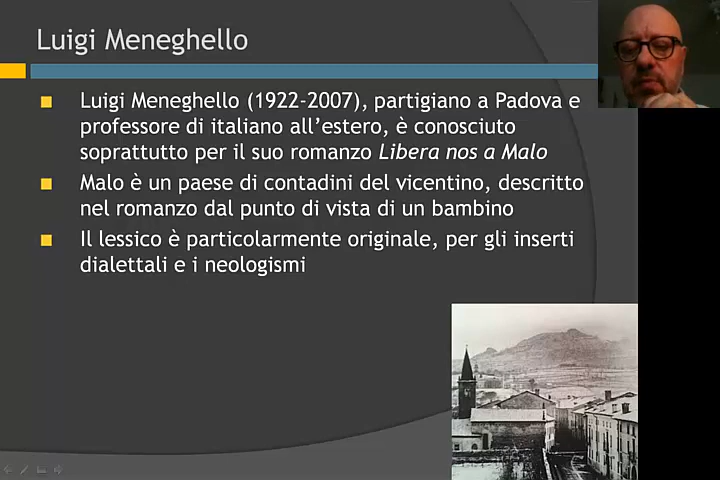 Luigi Meneghello
Luigi Meneghello (1922-2007), partigiano a Padova e
professore di italiano all’estero, è conosciuto
soprattutto per il suo romanzo Libera nos a Malo
Malo è un paese di contadini del vicentino, descritto
nel romanzo dal punto di vista di un bambino
Il lessico è particolarmente originale, per gli inserti
dialettali e i neologismi